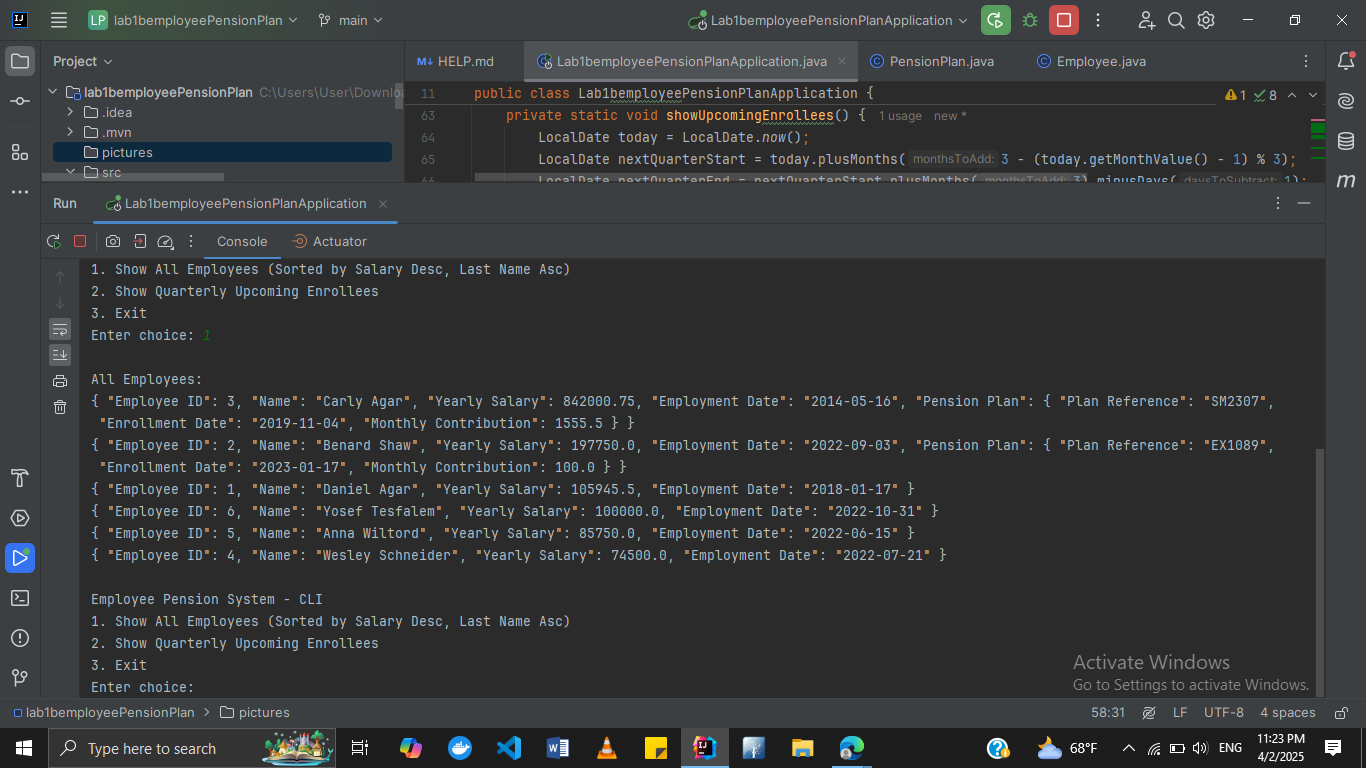 LP lab1bemployeePensionPlan
main
Lab1bemployeePensionPlanApplication
Project
HELP.md
Lab1bemployeePensionPlanApplication.java
PensionPlan.java
Employee.java
lab1bemployeePensionPlan C:\Users\User\Downlo
.idea
.mvn
pictures
src
11 public class Lab1bemployeePensionPlanApplication {
1 8
63 private static void showUpcomingEnrollees() { 1 usage new *
64 LocalDate today = LocalDate.now();
65 LocalDate nextQuarterStart = today.plusMonths( monthsToAdd: 3 - (today.getMonthValue() - 1) % 3);
66 LocalDate nextQuarterEnd = nextQuarterStart.plusMonths( monthsToAdd: 3).minusDays( daysToSubtract: 1);
Run Lab1bemployeePensionPlanApplication
Console Actuator
1. Show All Employees (Sorted by Salary Desc, Last Name Asc)
2. Show Quarterly Upcoming Enrollees
3. Exit
Enter choice: 1
All Employees:
{ "Employee ID": 3, "Name": "Carly Agar", "Yearly Salary": 842000.75, "Employment Date": "2014-05-16", "Pension Plan": { "Plan Reference": "SM2307",
"Enrollment Date": "2019-11-04", "Monthly Contribution": 1555.5 } }
{ "Employee ID": 2, "Name": "Benard Shaw", "Yearly Salary": 197750.0, "Employment Date": "2022-09-03", "Pension Plan": { "Plan Reference": "EX1089",
"Enrollment Date": "2023-01-17", "Monthly Contribution": 100.0 } }
{ "Employee ID": 1, "Name": "Daniel Agar", "Yearly Salary": 105945.5, "Employment Date": "2018-01-17" }
{ "Employee ID": 6, "Name": "Yosef Tesfalem", "Yearly Salary": 100000.0, "Employment Date": "2022-10-31" }
{ "Employee ID": 5, "Name": "Anna Wiltord", "Yearly Salary": 85750.0, "Employment Date": "2022-06-15" }
{ "Employee ID": 4, "Name": "Wesley Schneider", "Yearly Salary": 74500.0, "Employment Date": "2022-07-21" }
Employee Pension System - CLI
1. Show All Employees (Sorted by Salary Desc, Last Name Asc)
2. Show Quarterly Upcoming Enrollees
3. Exit
Enter choice:
Activate Windows
Go to Settings to activate Windows.
lab1bemployeePensionPlan > pictures
58:31 LF UTF-8 4 spaces
Type here to search
68°F
ENG
11:23 PM
4/2/2025